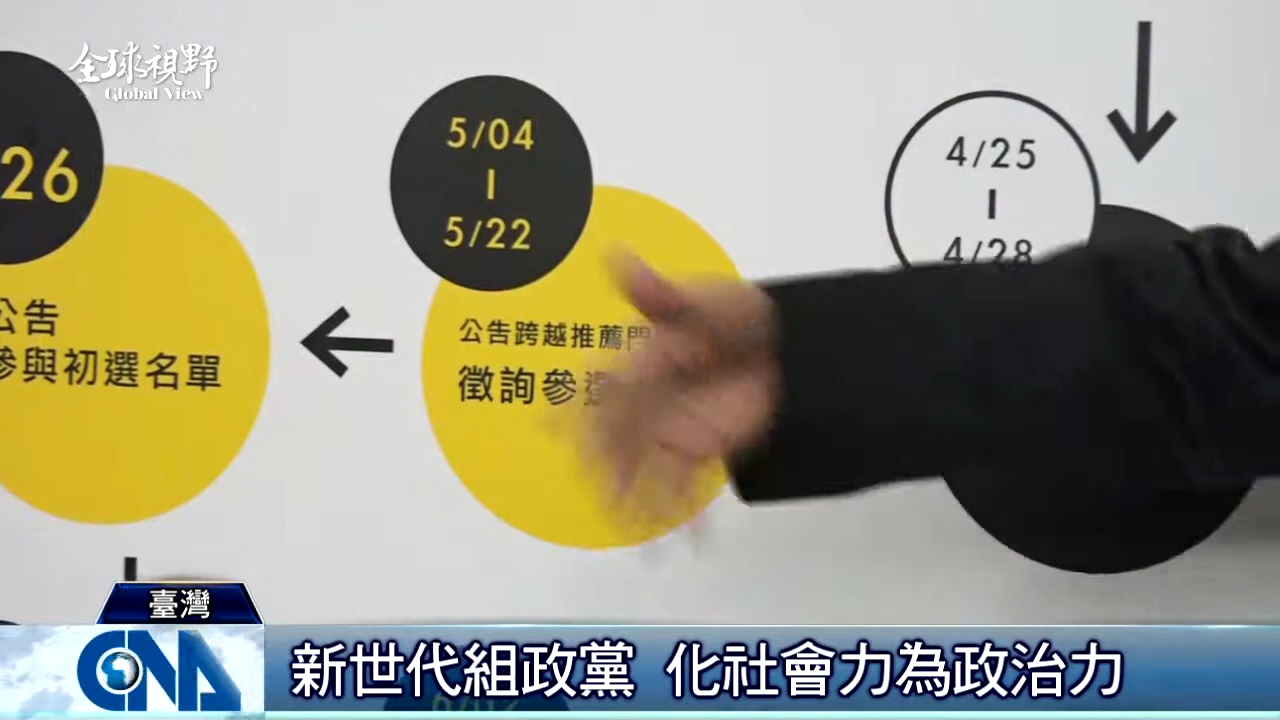 全球視野
Global View
26
公告
參與初選名單
5/04
|
5/22
公告跨越推薦門
徵詢參選
4/25
|
4/28
臺灣
CNA
新世代組政黨 化社會力為政治力